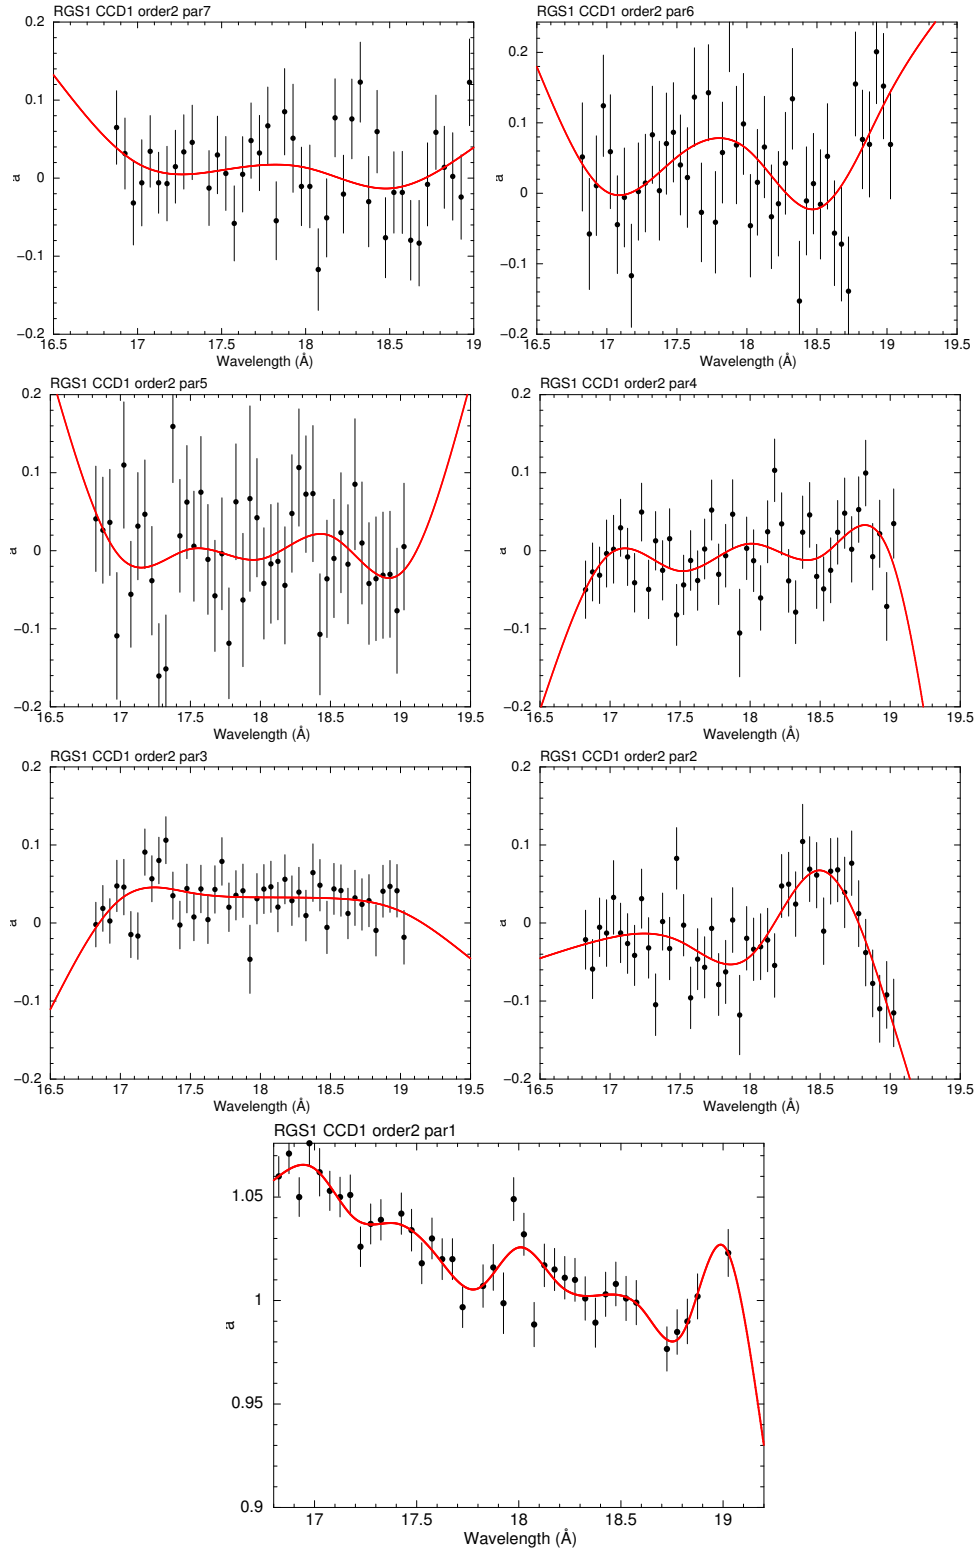 RGS1 CCD1 order2 par7
0.2
0.1
0
−0.1
−0.2
a
16.5 17 17.5 18 18.5 19
Wavelength (Å)
RGS1 CCD1 order2 par6
0.2
0.1
0
−0.1
−0.2
a
16.5 17 17.5 18 18.5 19 19.5
Wavelength (Å)
RGS1 CCD1 order2 par5
0.2
0.1
0
−0.1
−0.2
a
16.5 17 17.5 18 18.5 19 19.5
Wavelength (Å)
RGS1 CCD1 order2 par4
0.2
0.1
0
−0.1
−0.2
a
16.5 17 17.5 18 18.5 19 19.5
Wavelength (Å)
RGS1 CCD1 order2 par3
0.2
0.1
0
−0.1
−0.2
a
16.5 17 17.5 18 18.5 19 19.5
Wavelength (Å)
RGS1 CCD1 order2 par2
0.2
0.1
0
−0.1
−0.2
a
16.5 17 17.5 18 18.5 19 19.5
Wavelength (Å)
RGS1 CCD1 order2 par1
1.05
1
0.95
0.9
a
17 17.5 18 18.5 19
Wavelength (Å)